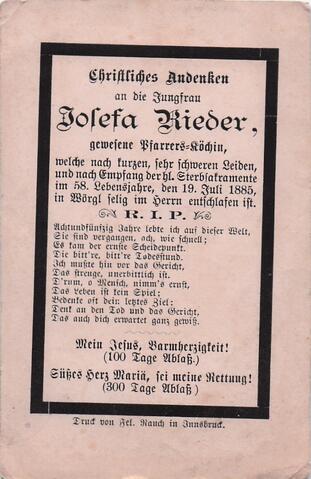 Christliches Andenken
an die Jungfrau
Josefa Rieder,
gewesene Pfarrers-Köchin,
welche nach kurzen, sehr schweren Leiden,
und nach Empfang der hl. Sterbsakramente
im 58. Lebensjahre, den 19. Juli 1885,
in Wörgl selig im Herrn entschlafen ist.
R. I. P.
Achtundfünfzig Jahre lebte ich auf dieser Welt,
Sie sind vergangen, ach, wie schnell;
Es kam der ernste Scheidepunkt.
Die bitt're, bitt're Todesstund.
Ich mußte hin vor das Gericht,
Das strenge, unerbittlich ist.
D'rum, o Mensch, nimm's ernst,
Das Leben ist kein Spiel;
Bedenke oft dein letztes Ziel:
Denk an den Tod und das Gericht,
Das auch dich erwartet ganz gewiß.
Mein Jesus, Barmherzigkeit!
(100 Tage Ablaß.)
Süßes Herz Mariä, sei meine Rettung!
(300 Tage Ablaß)
Druck von Fel. Rauch in Innsbruck.